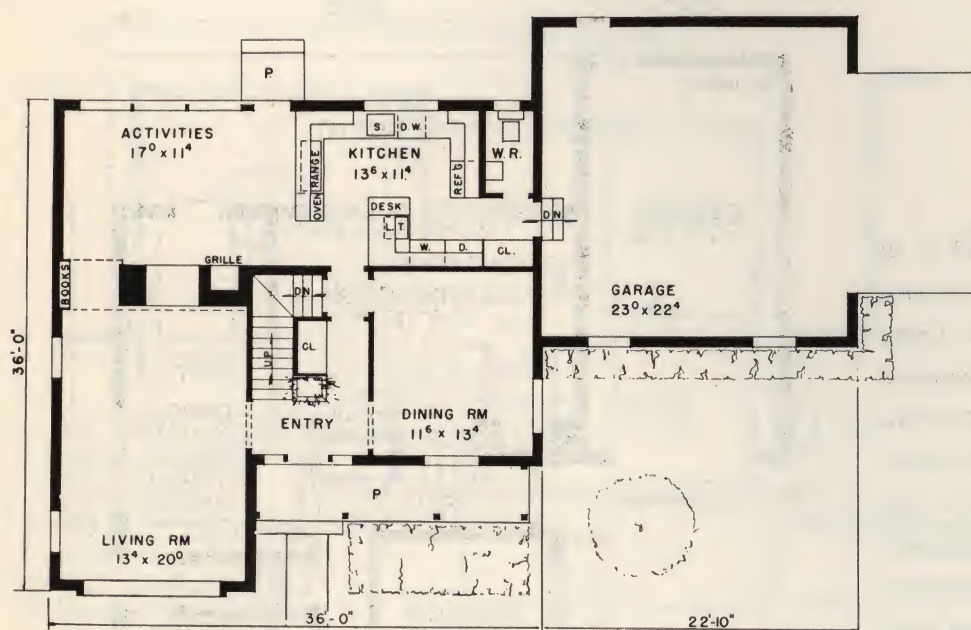 P.
ACTIVITIES
17⁰ x 11⁴
S.
D.W.
KITCHEN
13⁶ x 11⁴
OVEN
RANGE
REF'G
W.R.
DESK
L.T.
W.
D.
CL.
DN
GARAGE
23⁰ x 22⁴
BOOKS
GRILLE
DN
UP
CL.
36'-0"
DINING RM
11⁶ x 13⁴
ENTRY
P
LIVING RM
13⁴ x 20⁰
36'-0"
22'-10"